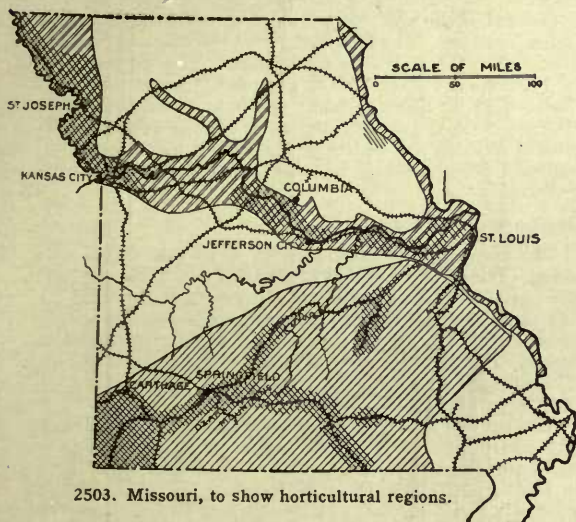 SCALE OF MILES
0 50 100
ST JOSEPH
KANSAS CITY
COLUMBIA
JEFFERSON CITY
ST. LOUIS
SPRINGFIELD
CARTHAGE
2503. Missouri, to show horticultural regions.